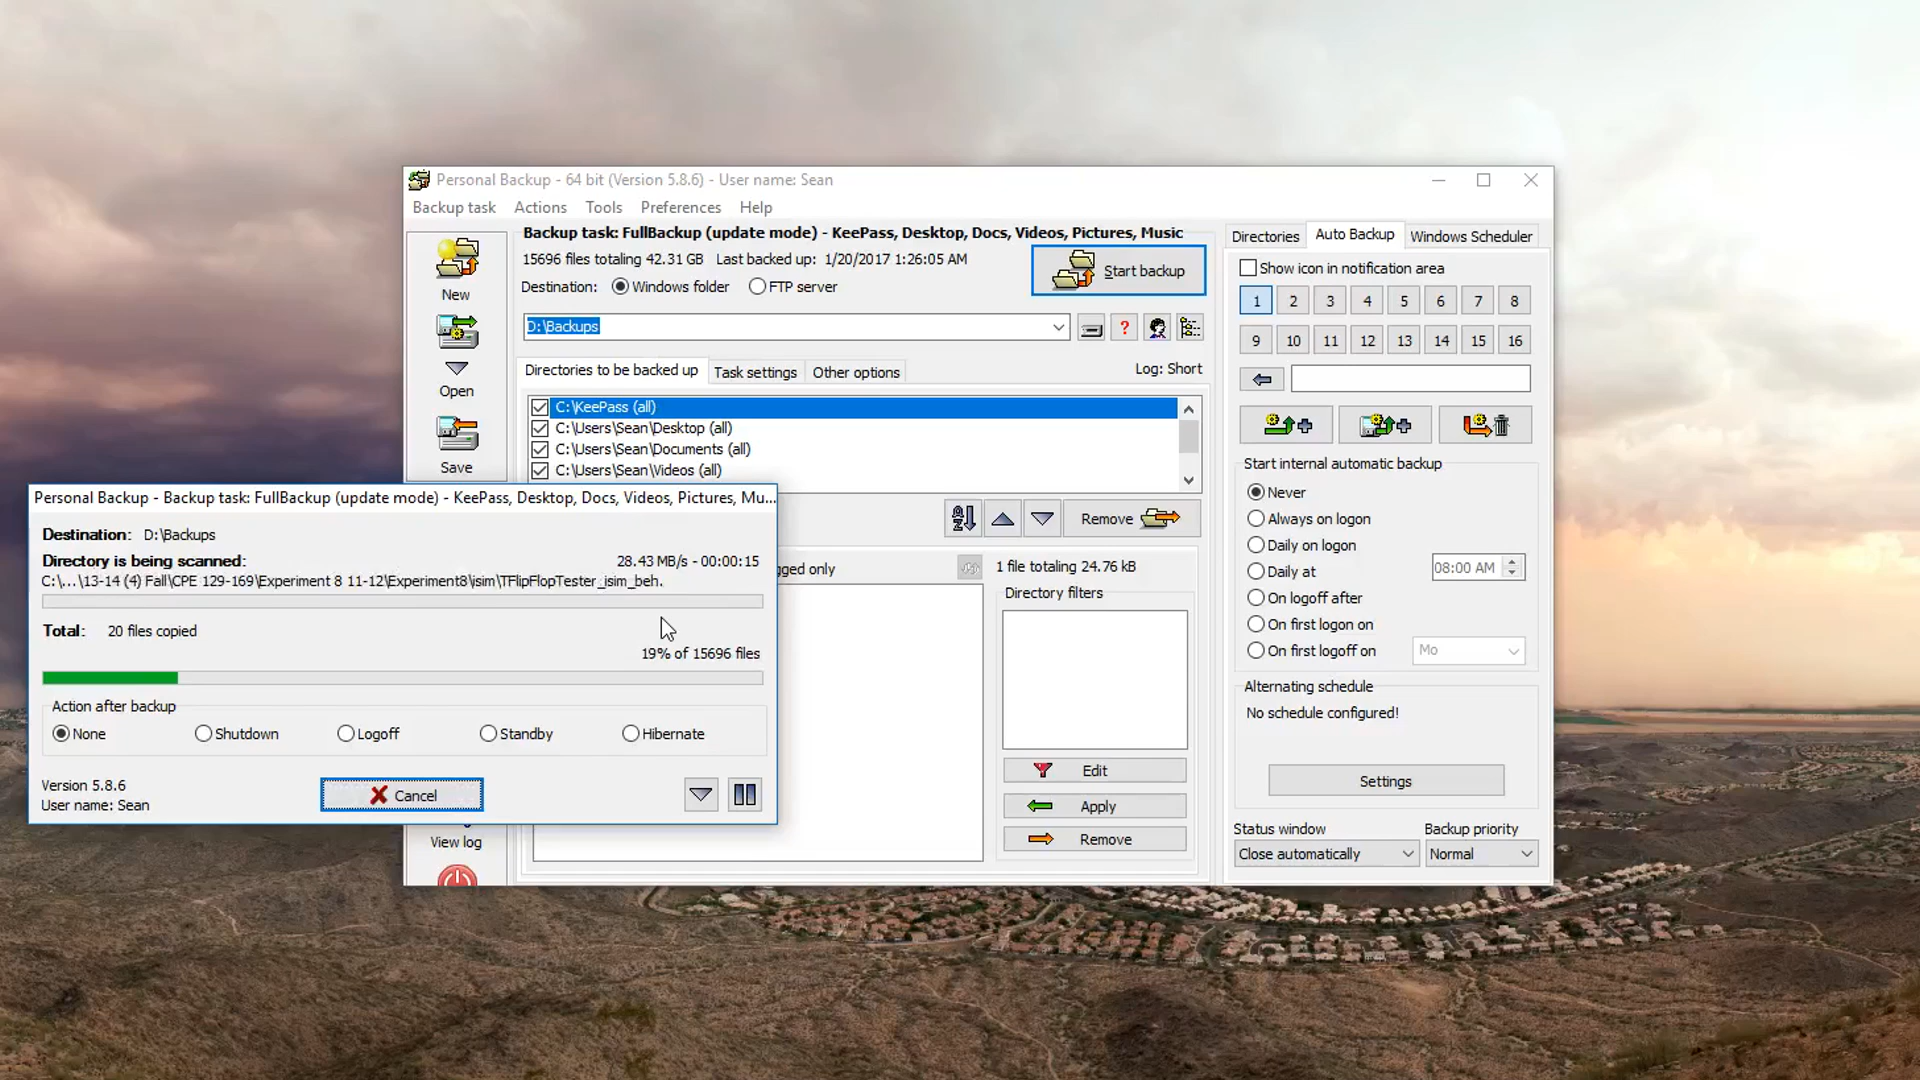 Personal Backup - 64 bit (Version 5.8.6) - User name: Sean
Backup task Actions Tools Preferences Help
Backup task: FullBackup (update mode) - KeePass, Desktop, Docs, Videos, Pictures, Music
15696 files totaling 42.31 GB Last backed up: 1/20/2017 1:26:05 AM
Start backup
Destination: Windows folder FTP server
D:\Backups
?
New
Open
Save
View log
Directories to be backed up Task settings Other options
Log: Short
C:\KeePass (all)
C:\Users\Sean\Desktop (all)
C:\Users\Sean\Documents (all)
C:\Users\Sean\Videos (all)
Remove
gged only
1 file totaling 24.76 kB
Directory filters
Edit
Apply
Remove
Directories Auto Backup Windows Scheduler
Show icon in notification area
1 2 3 4 5 6 7 8
9 10 11 12 13 14 15 16
Start internal automatic backup
Never
Always on logon
Daily on logon
Daily at 08:00 AM
On logoff after
On first logon on
On first logoff on Mo
Alternating schedule
No schedule configured!
Settings
Status window Backup priority
Close automatically Normal
Personal Backup - Backup task: FullBackup (update mode) - KeePass, Desktop, Docs, Videos, Pictures, Mu...
Destination: D:\Backups
Directory is being scanned: 28.43 MB/s - 00:00:15
C:\...\13-14 (4) Fall\CPE 129-169\Experiment 8 11-12\Experiment8\isim\TFlipFlopTester_isim_beh.
Total: 20 files copied
19% of 15696 files
Action after backup
None Shutdown Logoff Standby Hibernate
Version 5.8.6
User name: Sean
Cancel